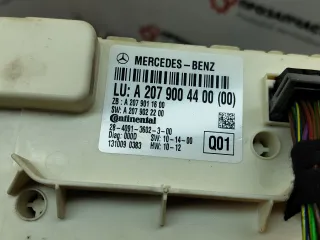 MERCEDES-BENZ
LU: A 207 900 44 00 (00)
ZB: A 207 901 16 00
SW: A 207 902 22 00
Continental
28-4091-3602-3-00
Diag: 000D SW: 10-14-00
131009 0383 HW: 10-12
Q01